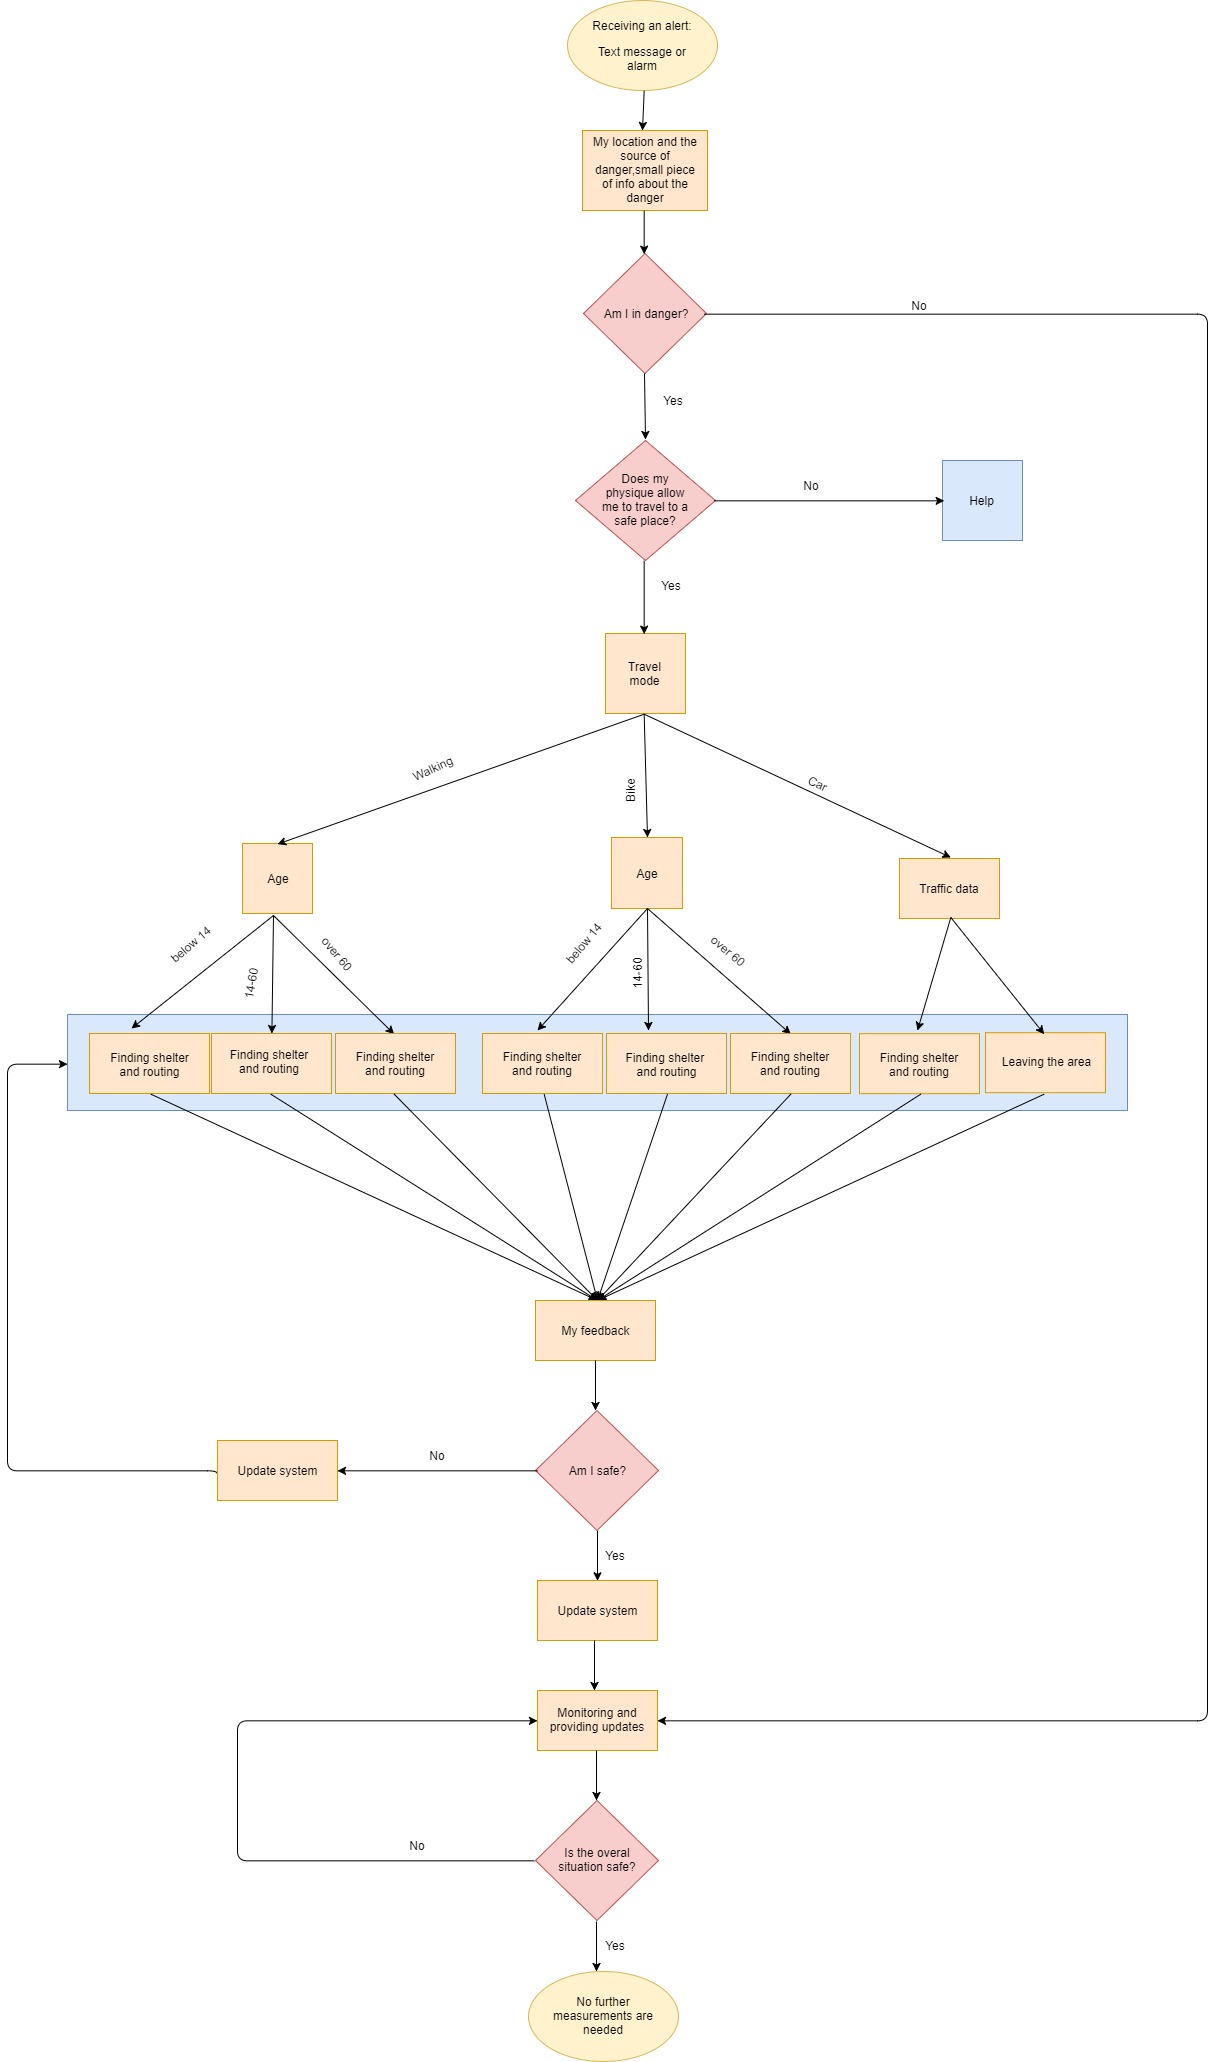 Receiving an alert:
Text message or
alarm
My location and the
source of
danger,small piece
of info about the
danger
Am I in danger?
No
Yes
Does my
physique allow
me to travel to a
safe place?
No
Help
Yes
Travel
mode
Walking
Bike
Car
Age
Age
Traffic data
below 14
14-60
over 60
below 14
14-60
over 60
Finding shelter
and routing
Finding shelter
and routing
Finding shelter
and routing
Finding shelter
and routing
Finding shelter
and routing
Finding shelter
and routing
Finding shelter
and routing
Leaving the area
My feedback
Am I safe?
No
Update system
Yes
Update system
Monitoring and
providing updates
Is the overal
situation safe?
No
Yes
No further
measurements are
needed